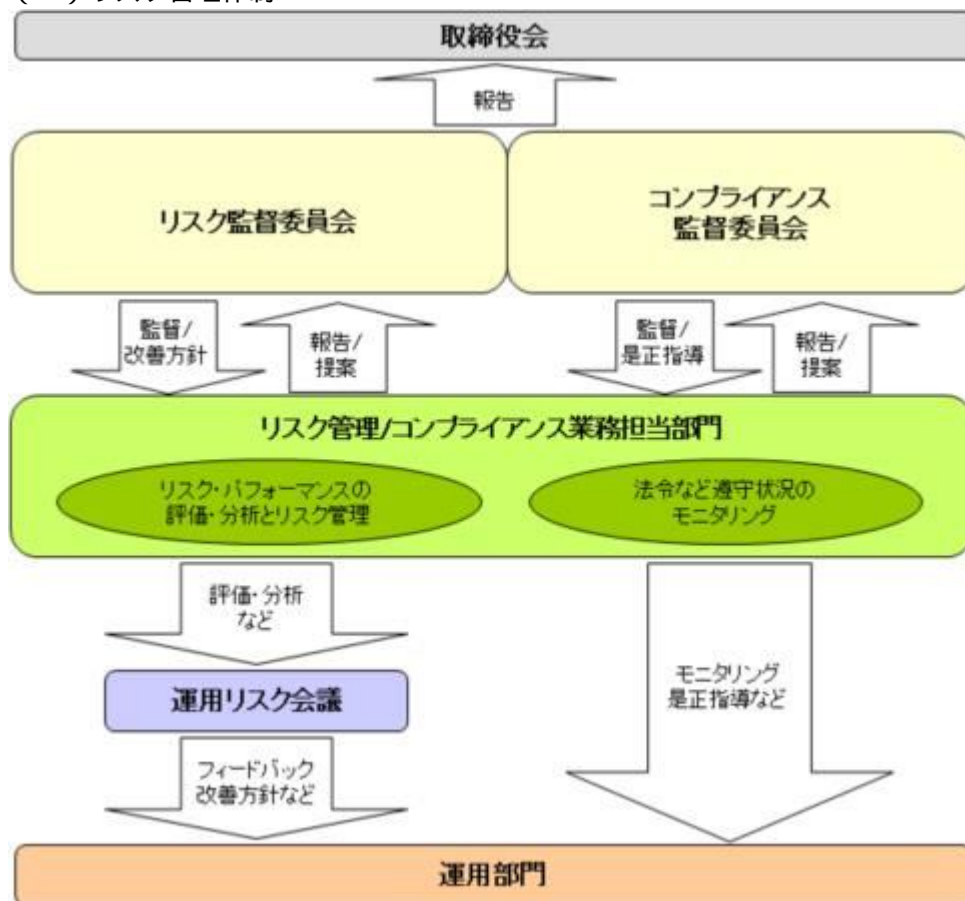 取締役会
報告
リスク監督委員会
コンプライアンス
監督委員会
監督/
改善方針
報告/
提案
監督/
是正指導
報告/
提案
リスク管理/コンプライアンス業務担当部門
リスク・パフォーマンスの
評価・分析とリスク管理
法令など遵守状況の
モニタリング
評価・分析
など
運用リスク会議
モニタリング
是正指導など
フィードバック
改善方針など
運用部門